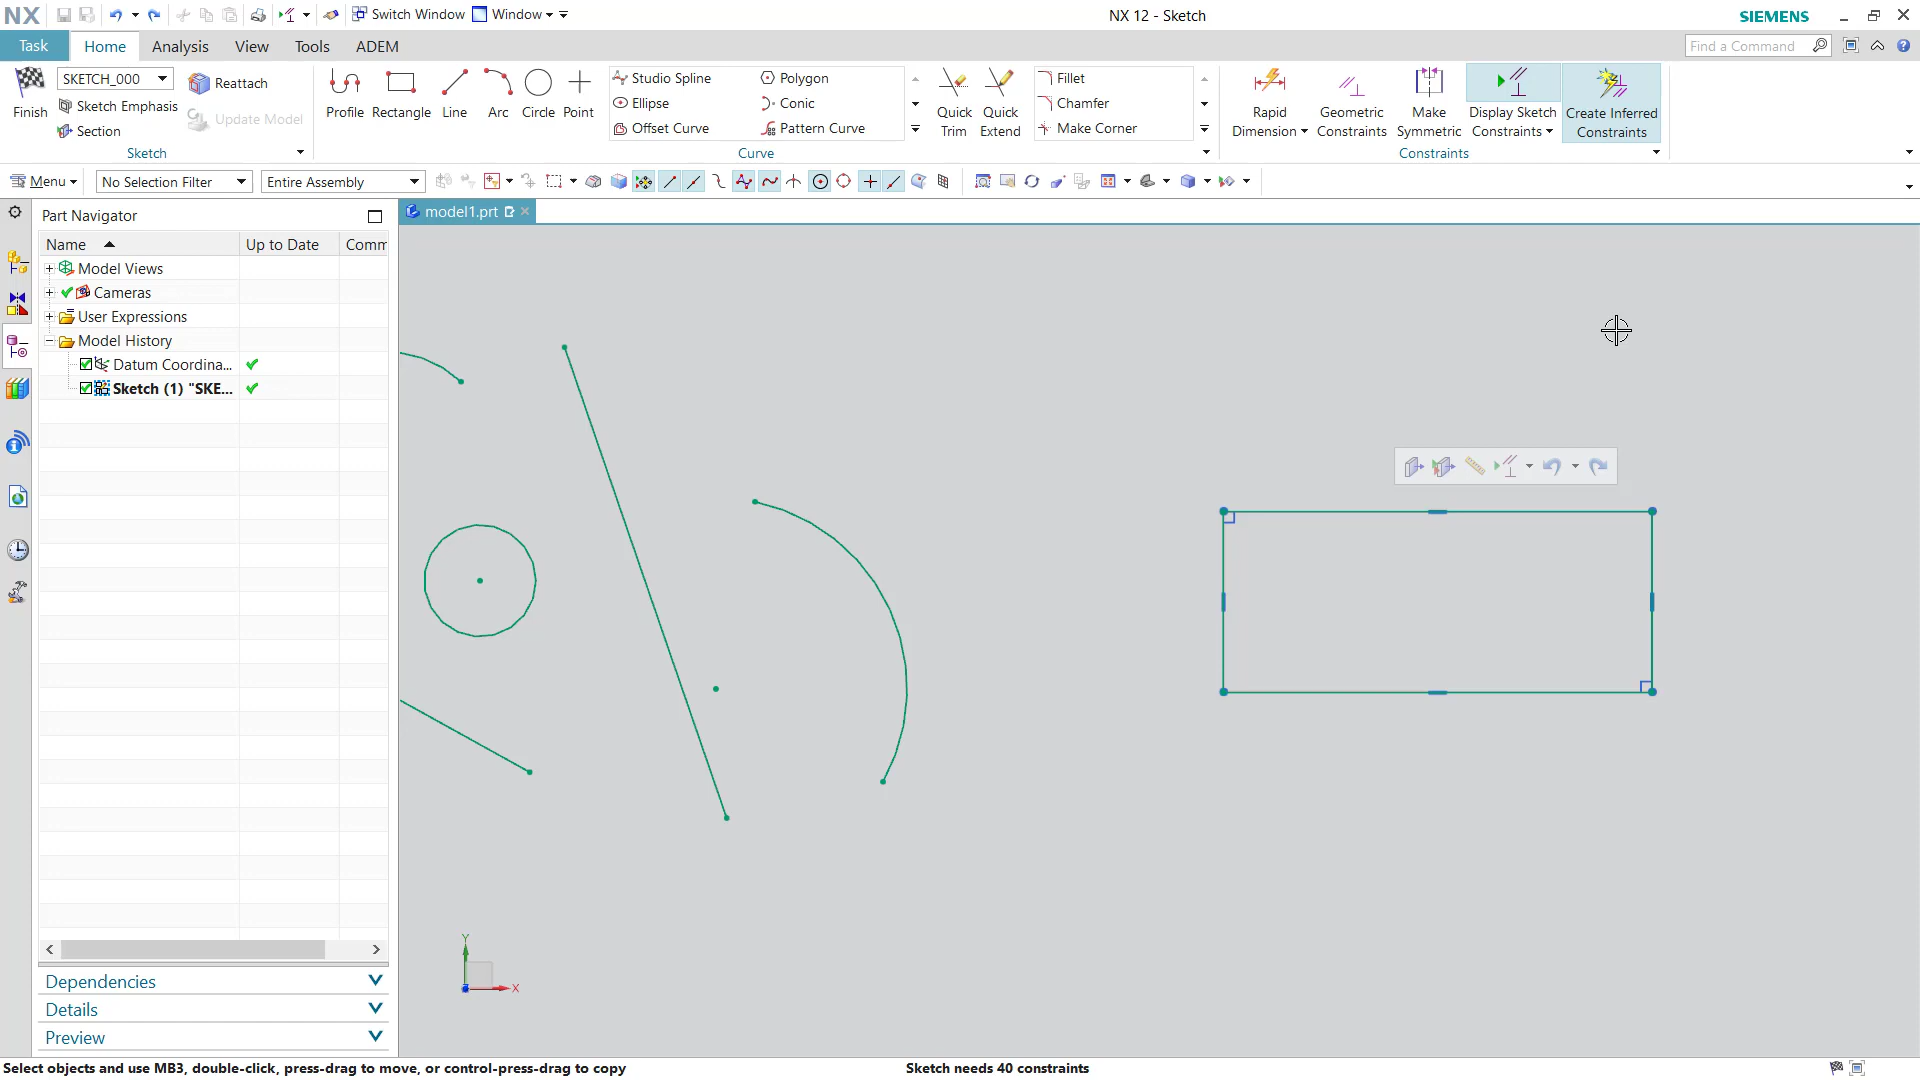 NX
Switch Window
Window
NX 12 - Sketch
SIEMENS
Task
Home
Analysis
View
Tools
ADEM
Find a Command
Finish
SKETCH_000
Sketch Emphasis
Section
Reattach
Update Model
Sketch
Profile
Rectangle
Line
Arc
Circle
Point
Studio Spline
Ellipse
Offset Curve
Polygon
Conic
Pattern Curve
Quick
Trim
Quick
Extend
Fillet
Chamfer
Make Corner
Curve
Rapid
Dimension
Geometric
Constraints
Make
Symmetric
Display Sketch
Constraints
Create Inferred
Constraints
Constraints
Menu
No Selection Filter
Entire Assembly
Part Navigator
model1.prt
Name
Up to Date
Comm
Model Views
Cameras
User Expressions
Model History
Datum Coordina...
Sketch (1) "SKE...
Y
X
Dependencies
Details
Preview
Select objects and use MB3, double-click, press-drag to move, or control-press-drag to copy
Sketch needs 40 constraints